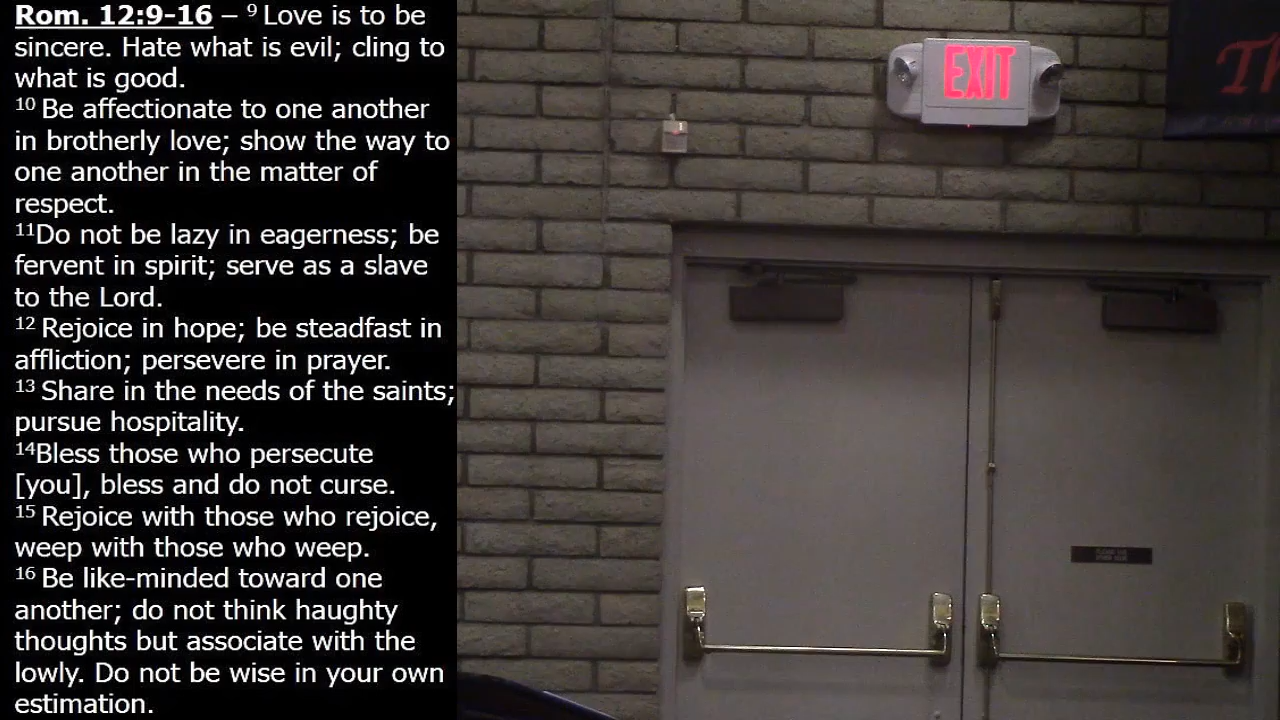 Rom. 12:9-16 – ⁹ Love is to be
sincere. Hate what is evil; cling to
what is good.
¹⁰ Be affectionate to one another
in brotherly love; show the way to
one another in the matter of
respect.
¹¹Do not be lazy in eagerness; be
fervent in spirit; serve as a slave
to the Lord.
¹² Rejoice in hope; be steadfast in
affliction; persevere in prayer.
¹³ Share in the needs of the saints;
pursue hospitality.
¹⁴Bless those who persecute
[you], bless and do not curse.
¹⁵ Rejoice with those who rejoice,
weep with those who weep.
¹⁶ Be like-minded toward one
another; do not think haughty
thoughts but associate with the
lowly. Do not be wise in your own
estimation.
EXIT